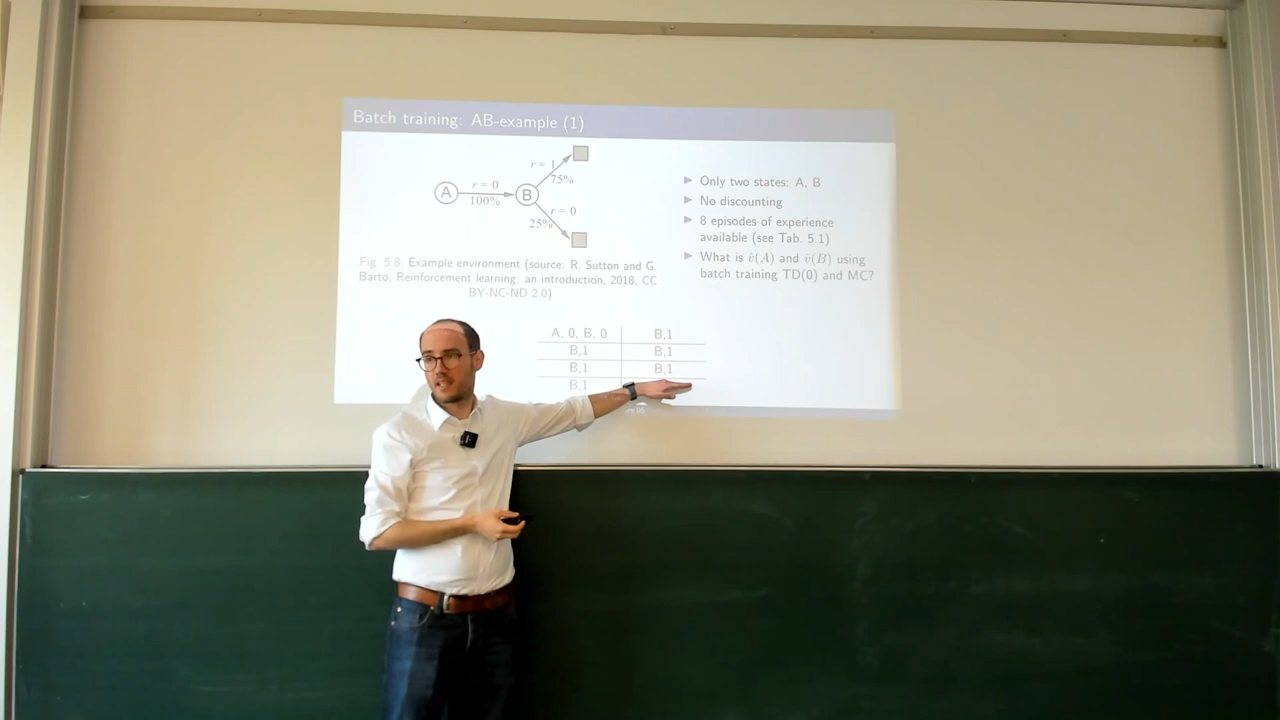 Batch training: AB-example (1)
r = 1
75%
A
r = 0
100%
B
r = 0
25%
Fig. 5.8: Example environment (source: R. Sutton and G.
Barto, Reinforcement learning: an introduction, 2018, CC
BY-NC-ND 2.0)
▶ Only two states: A, B
▶ No discounting
▶ 8 episodes of experience
available (see Tab. 5.1)
▶ What is v̂(A) and v̂(B) using
batch training TD(0) and MC?
A, 0, B, 0 B,1
B,1 B,1
B,1 B,1
B,1